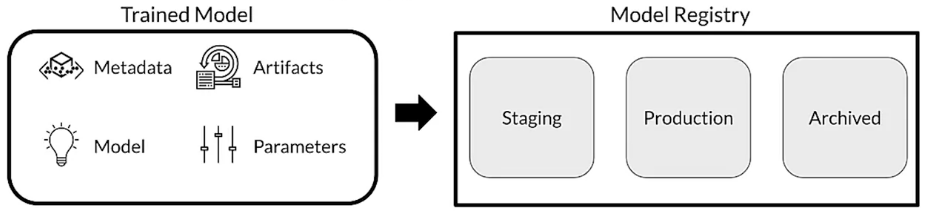 Trained Model
Metadata
Artifacts
Model
Parameters
Model Registry
Staging
Production
Archived